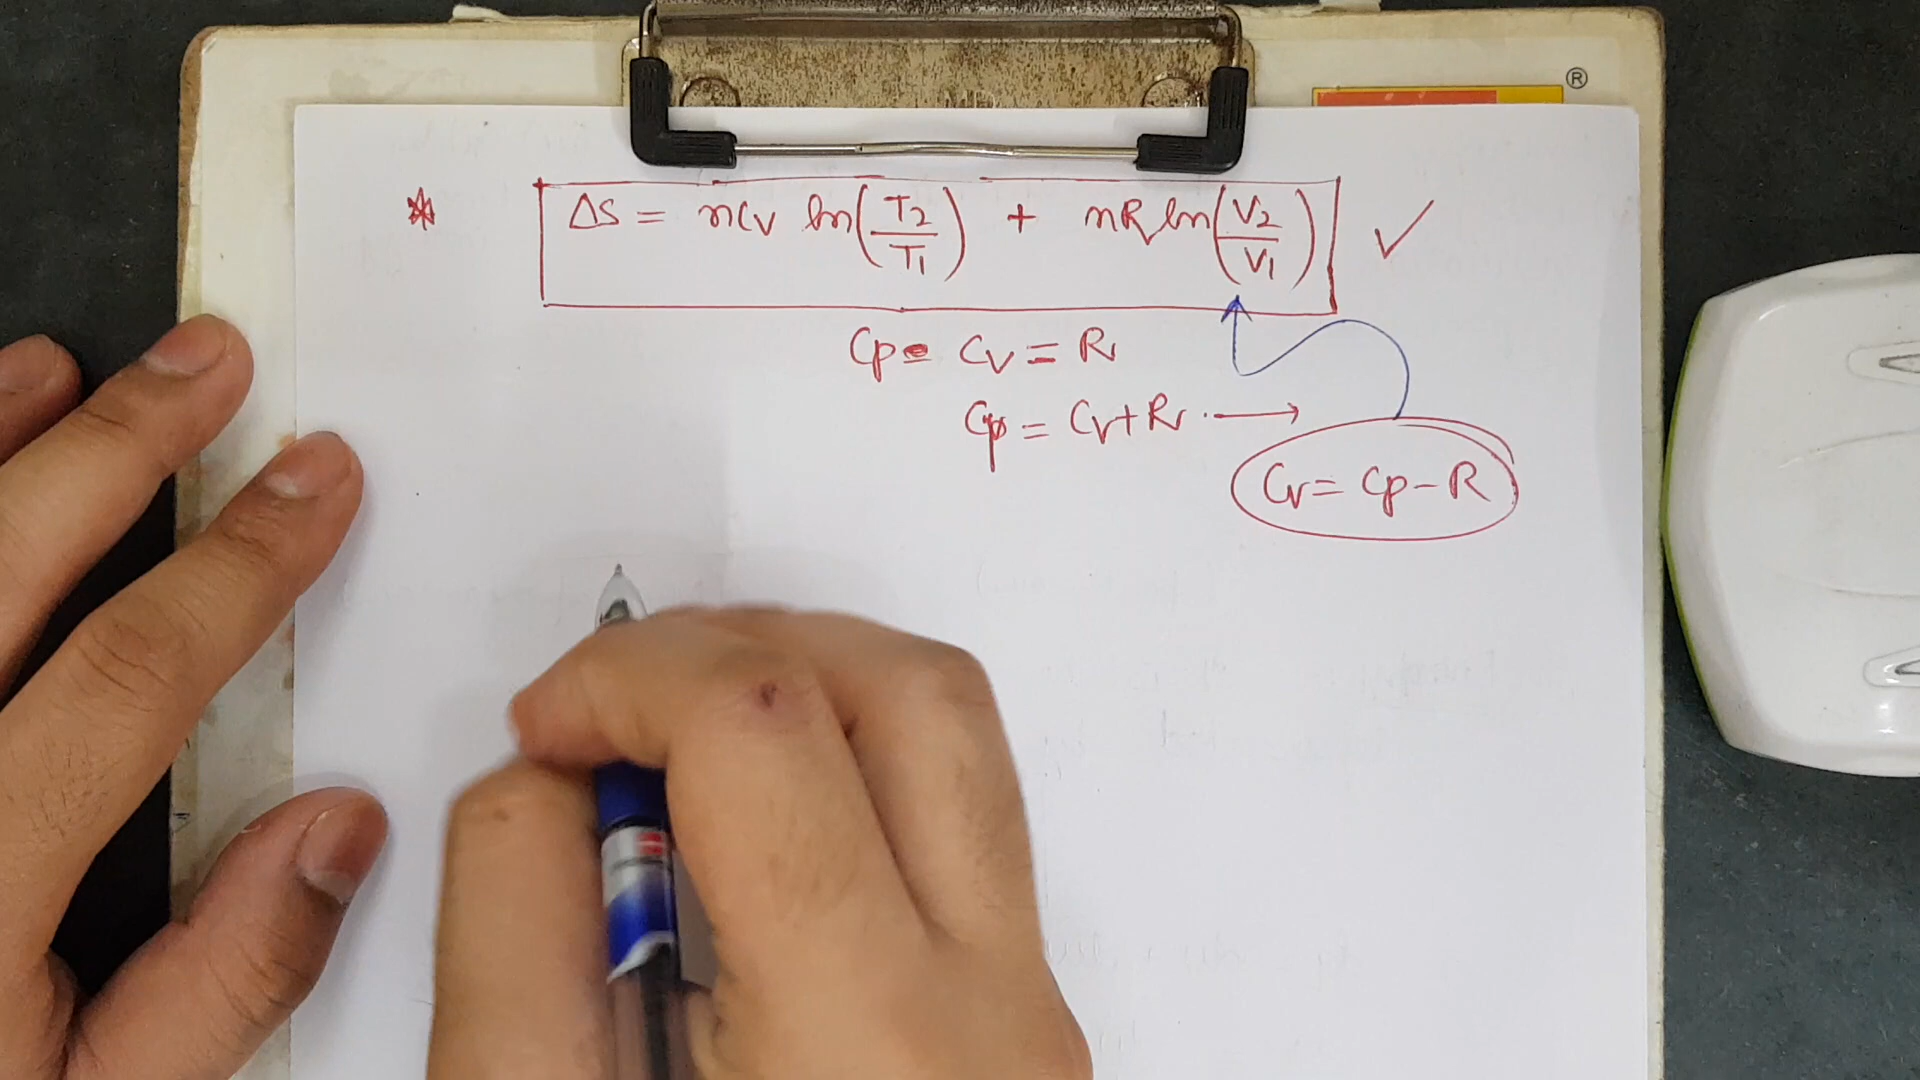 * ΔS = nCv ln(T2/T1) + nR ln(V2/V1) ✓
Cp - Cv = R
Cp = Cv + R →
Cv = Cp - R
®